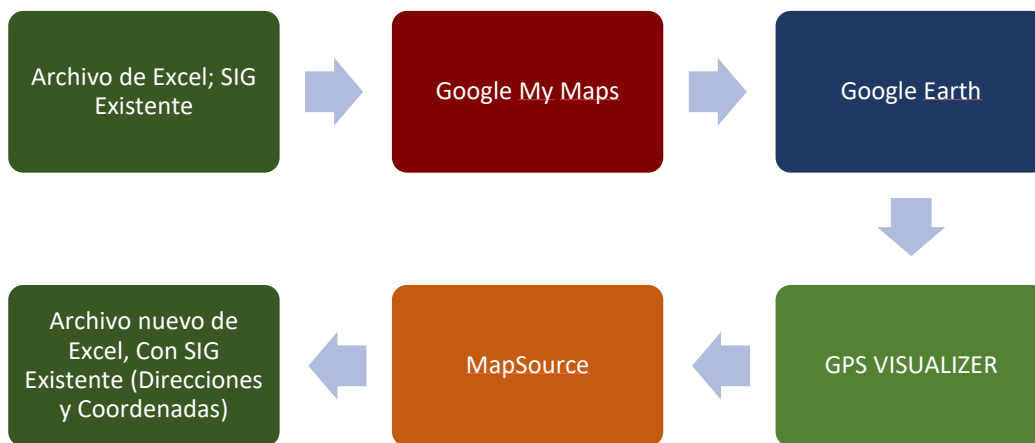 Archivo de Excel; SIG
Existente
Google My Maps
Google Earth
GPS VISUALIZER
MapSource
Archivo nuevo de
Excel, Con SIG
Existente (Direcciones
y Coordenadas)